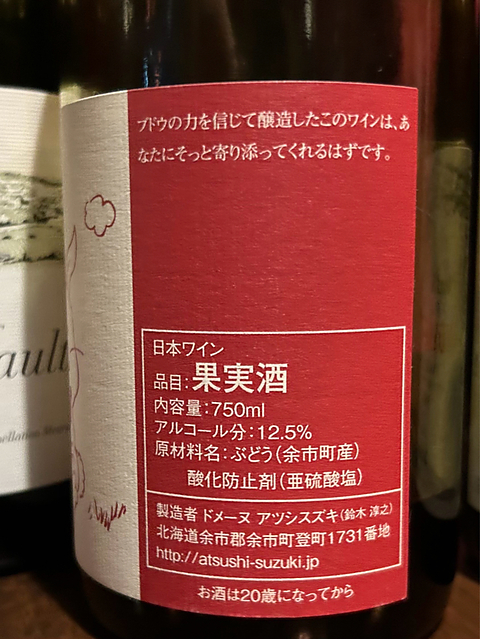 ブドウの力を信じて醸造したこのワインは、あ
なたにそっと寄り添ってくれるはずです。
日本ワイン
品目:果実酒
内容量:750ml
アルコール分:12.5%
原材料名:ぶどう(余市町産)
酸化防止剤(亜硫酸塩)
製造者 ドメーヌ アツシスズキ(鈴木 淳之)
北海道余市郡余市町登町1731番地
http://atsushi-suzuki.jp
お酒は20歳になってから